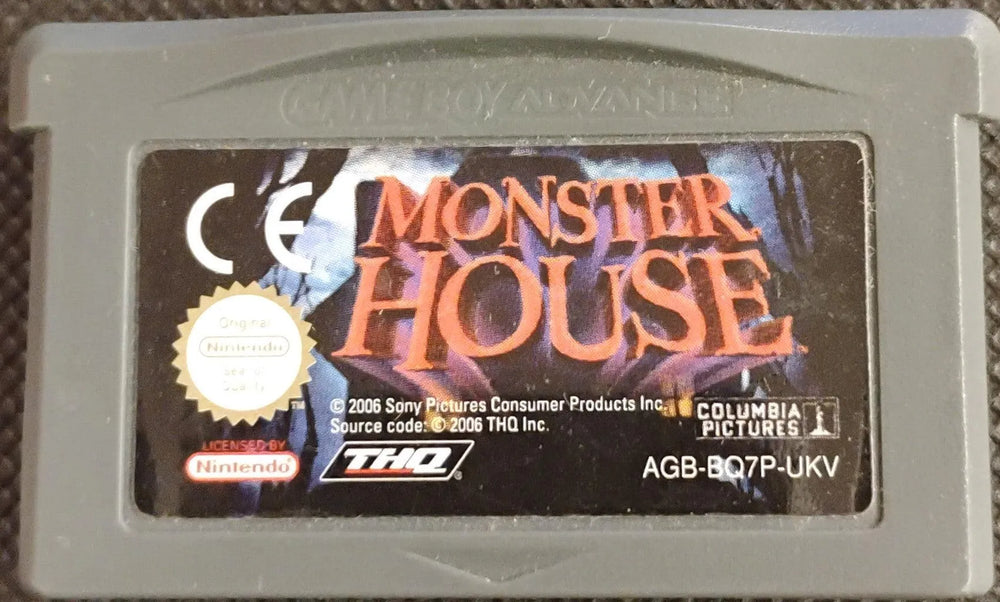 GAME BOY ADVANCE
CE
MONSTER
HOUSE
Original
Nintendo
Seal of
Quality
TM
© 2006 Sony Pictures Consumer Products Inc.
Source code: © 2006 THQ Inc.
COLUMBIA
PICTURES
LICENSED BY
Nintendo®
THQ®
AGB-BQ7P-UKV